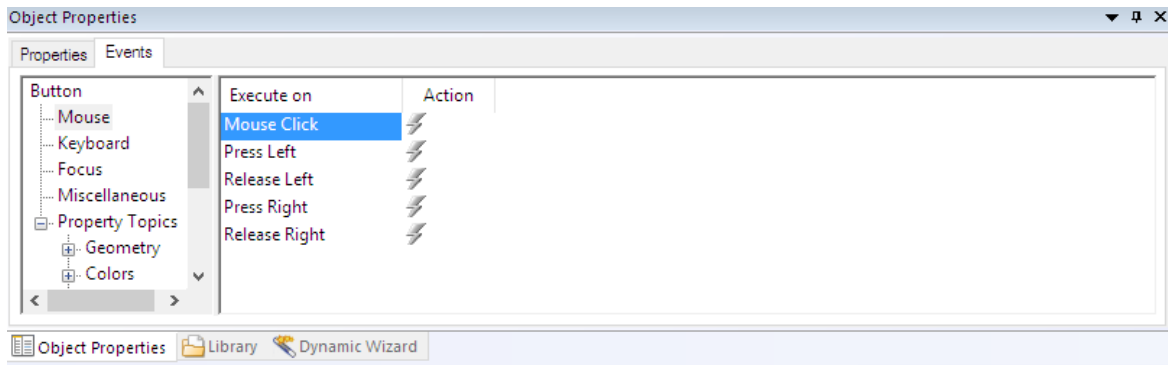 Object Properties
Properties Events
Button
Mouse
Keyboard
Focus
Miscellaneous
Property Topics
Geometry
Colors
Execute on Action
Mouse Click
Press Left
Release Left
Press Right
Release Right
Object Properties Library Dynamic Wizard